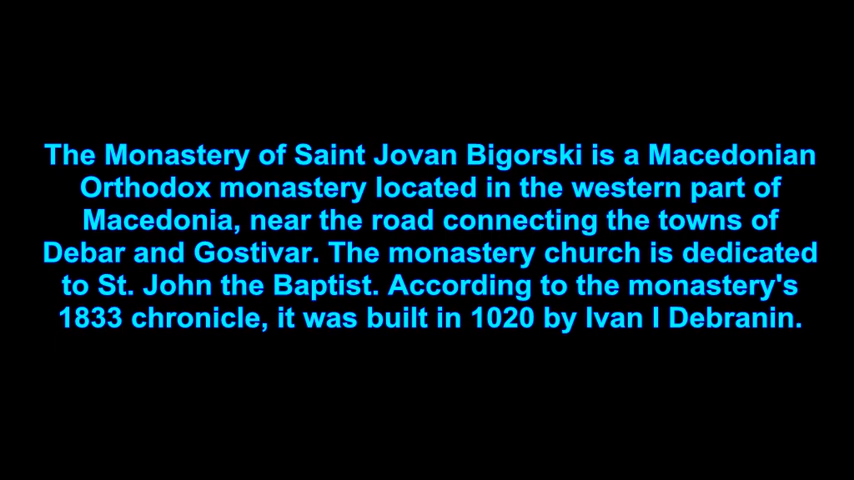 The Monastery of Saint Jovan Bigorski is a Macedonian
Orthodox monastery located in the western part of
Macedonia, near the road connecting the towns of
Debar and Gostivar. The monastery church is dedicated
to St. John the Baptist. According to the monastery's
1833 chronicle, it was built in 1020 by Ivan I Debranin.